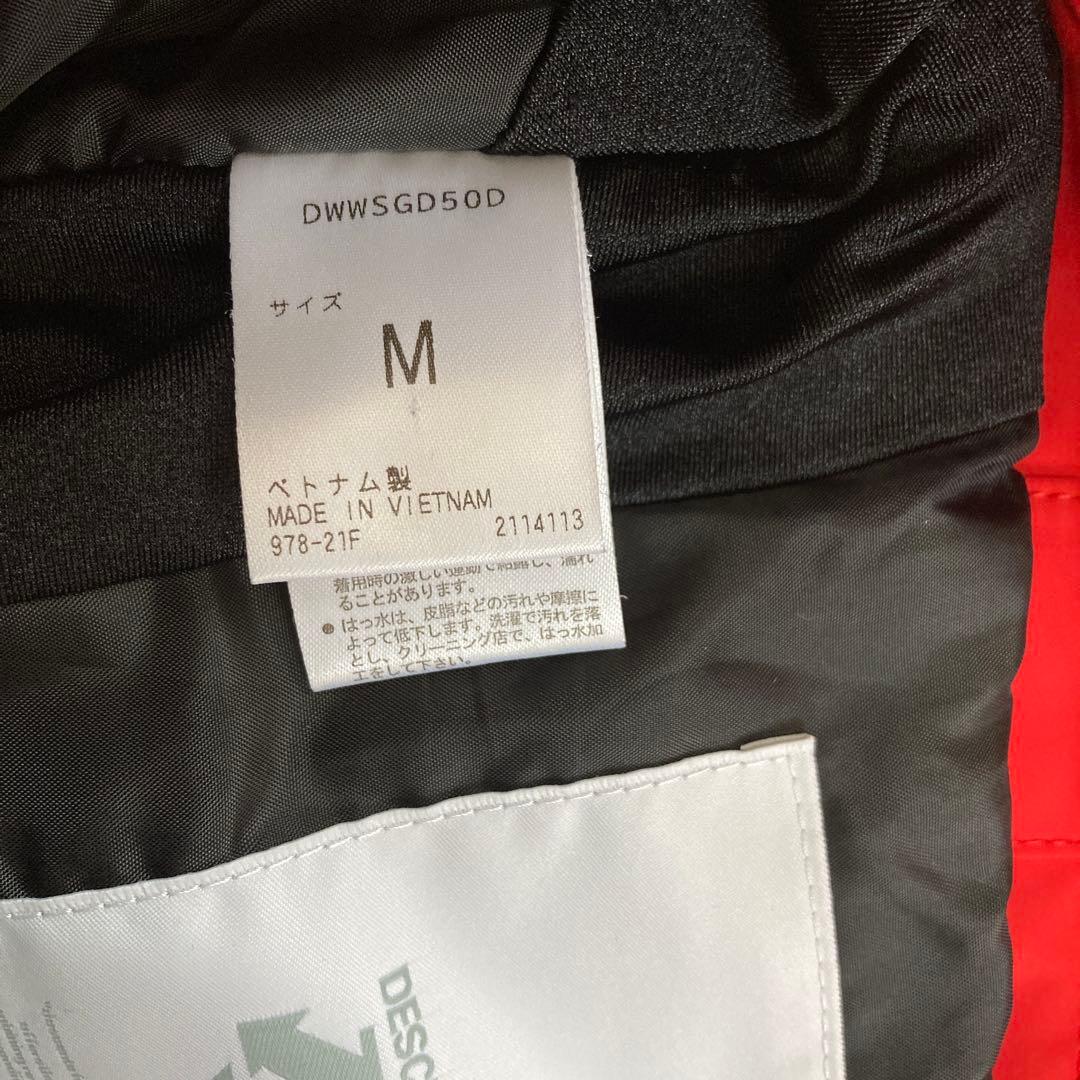 DWWSGD50D
サイズ
M
ベトナム製
MADE IN VIETNAM
978-21F 2114113
着用時の激しい運動で結露し、濡れ
ることがあります。
● はっ水は、皮脂などの汚れや摩擦に
よって低下します。洗濯で汚れを落
とし、クリーニング店で、はっ水加
工をして下さい。
DESC